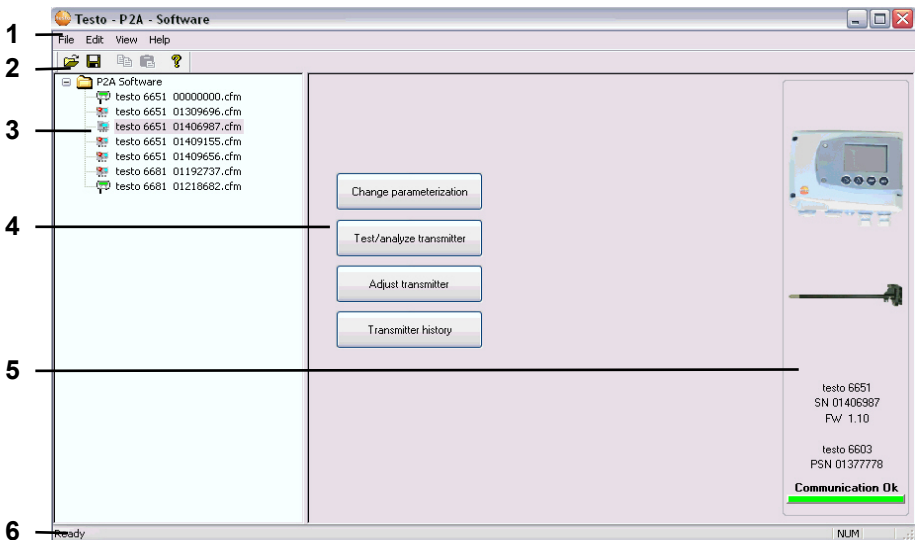 Testo - P2A - Software
1
File Edit View Help
2
P2A Software
testo 6651 00000000.cfm
testo 6651 01309696.cfm
3
testo 6651 01406987.cfm
testo 6651 01409155.cfm
testo 6651 01409656.cfm
testo 6681 01192737.cfm
testo 6681 01218682.cfm
Change parameterization
4
Test/analyze transmitter
Adjust transmitter
Transmitter history
5
testo 6651
SN 01406987
FW 1.10
testo 6603
PSN 01377778
Communication Ok
6
Ready
NUM